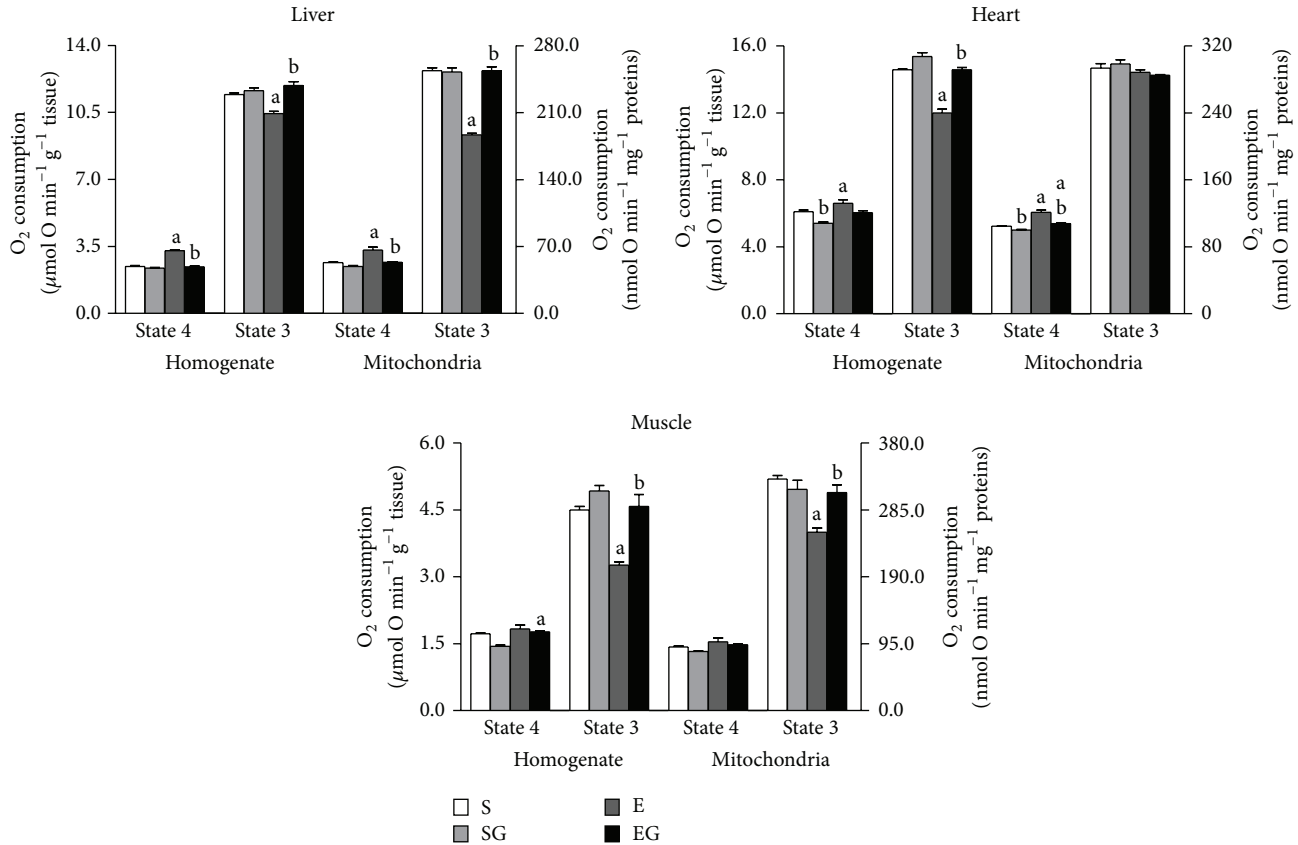 Liver
O₂ consumption
(μmol O min⁻¹ g⁻¹ tissue)
14.0
10.5
7.0
3.5
0.0
a
b
a
b
a
b
a
b
280.0
210.0
140.0
70.0
0.0
O₂ consumption
(nmol O min⁻¹ mg⁻¹ proteins)
State 4
State 3
State 4
State 3
Homogenate
Mitochondria
Heart
O₂ consumption
(μmol O min⁻¹ g⁻¹ tissue)
16.0
12.0
8.0
4.0
0.0
b
a
a
b
b
a
a
b
320
240
160
80
0
O₂ consumption
(nmol O min⁻¹ mg⁻¹ proteins)
State 4
State 3
State 4
State 3
Homogenate
Mitochondria
Muscle
O₂ consumption
(μmol O min⁻¹ g⁻¹ tissue)
6.0
4.5
3.0
1.5
0.0
a
a
b
a
b
380.0
285.0
190.0
95.0
0.0
O₂ consumption
(nmol O min⁻¹ mg⁻¹ proteins)
State 4
State 3
State 4
State 3
Homogenate
Mitochondria
S
SG
E
EG